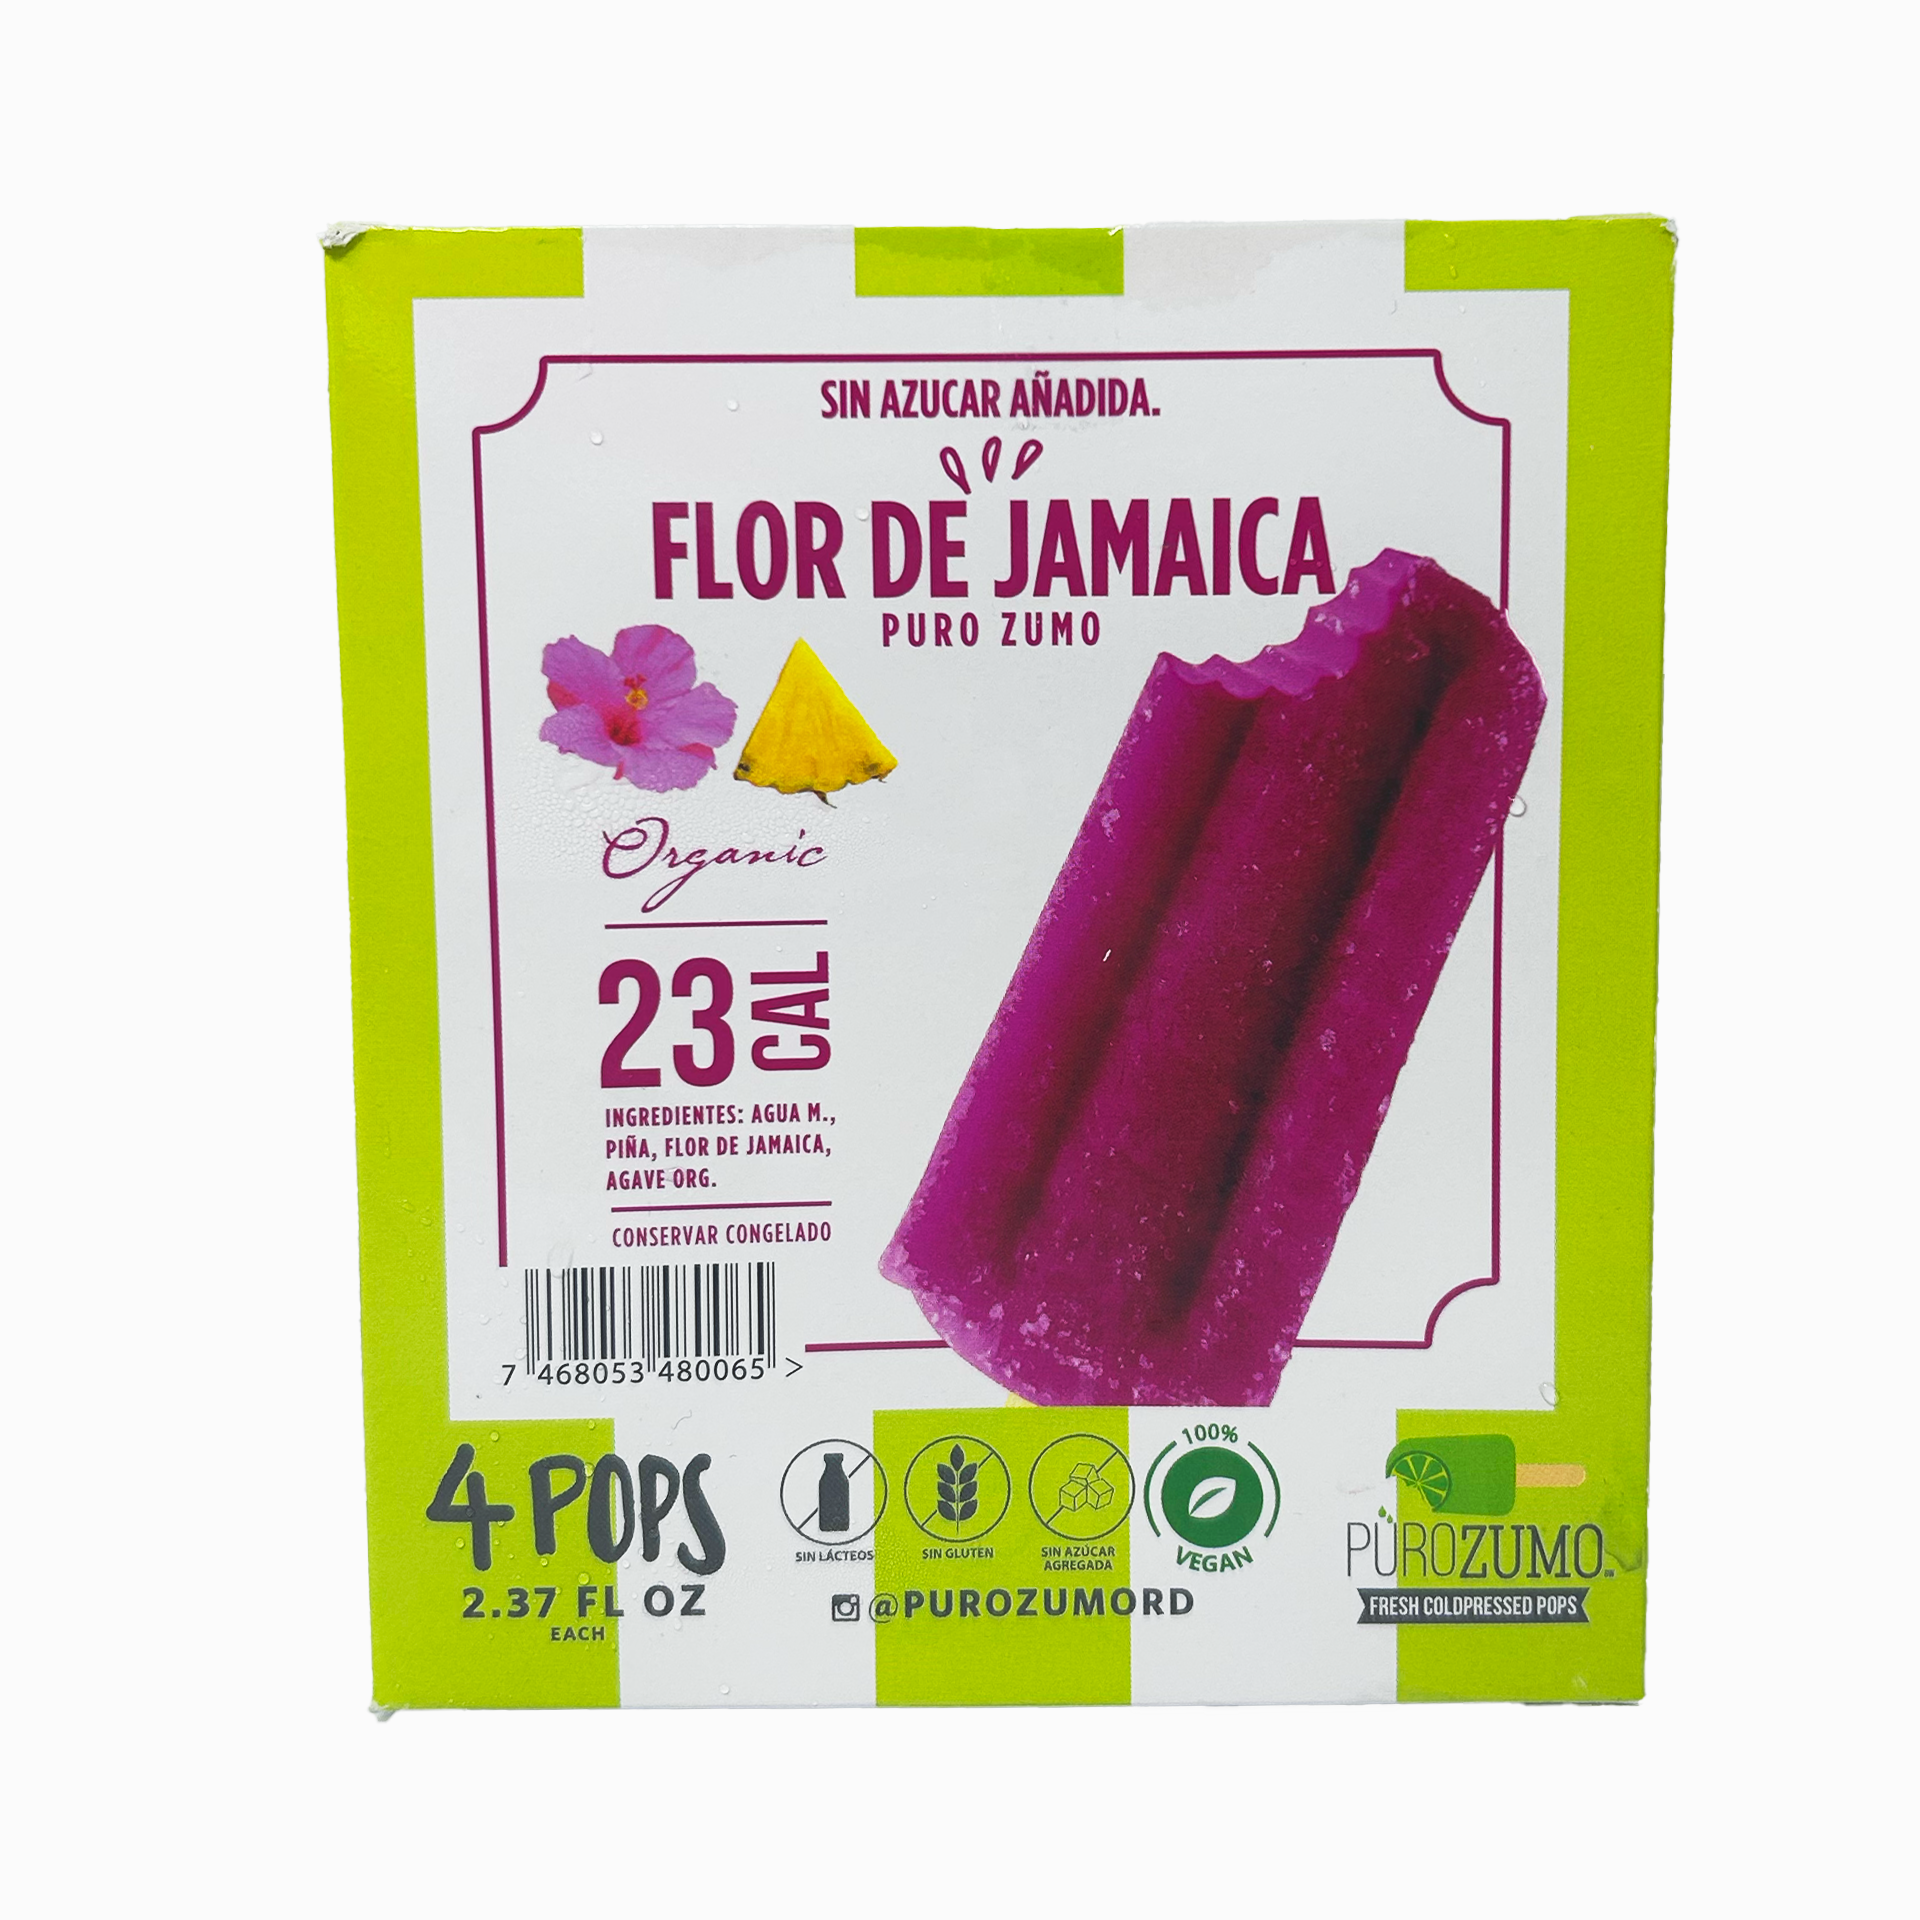 SIN AZUCAR AÑADIDA.
FLOR DE JAMAICA
PURO ZUMO
Organic
23 CAL
INGREDIENTES: AGUA M.,
PIÑA, FLOR DE JAMAICA,
AGAVE ORG.
CONSERVAR CONGELADO
7 468053 480065 >
4 POPS
2.37 FL OZ
EACH
SIN LÁCTEOS
SIN GLUTEN
SIN AZÚCAR
AGREGADA
100%
VEGAN
@PUROZUMORD
PÜROZUMO.
FRESH COLDPRESSED POPS